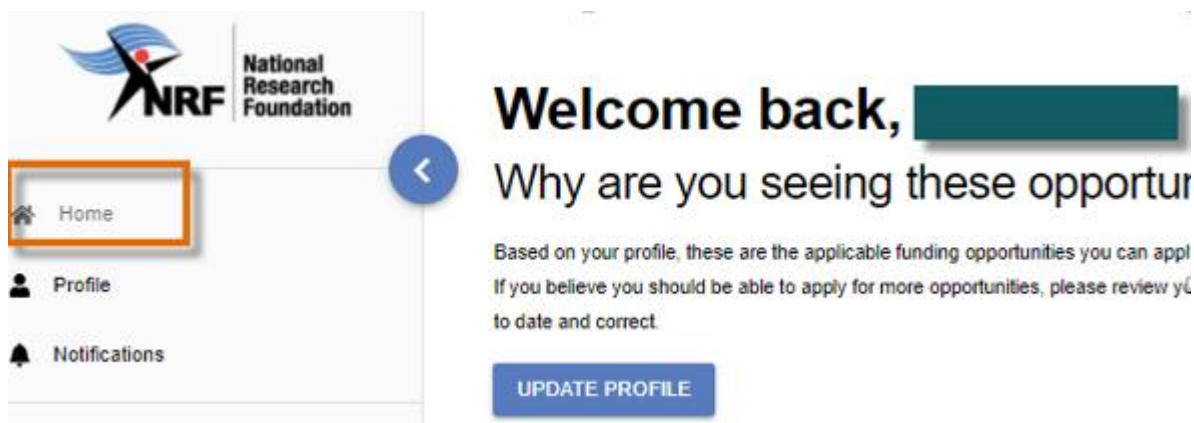 National
Research
Foundation
NRF
Home
Profile
Notifications
Welcome back,
Why are you seeing these
Based on your profile, these are the applicable funding opportunities you can
If you believe you should be able to apply for more opportunities, please review
to date and correct.
UPDATE PROFILE